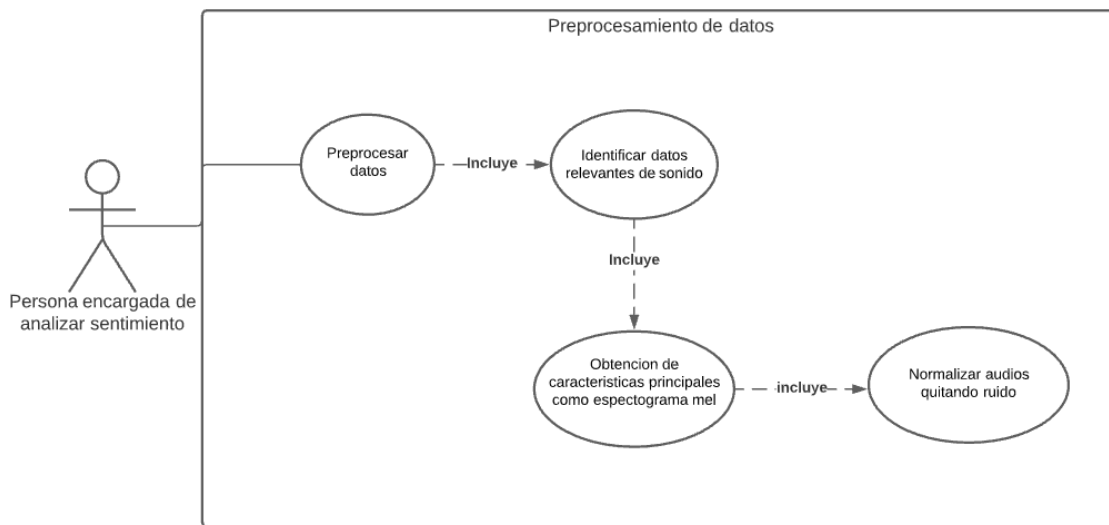 Preprocesamiento de datos
Preprocesar
datos
Incluye
Identificar datos
relevantes de sonido
Incluye
Persona encargada de
analizar sentimiento
Obtencion de
caracteristicas principales
como espectograma mel
incluye
Normalizar audios
quitando ruido